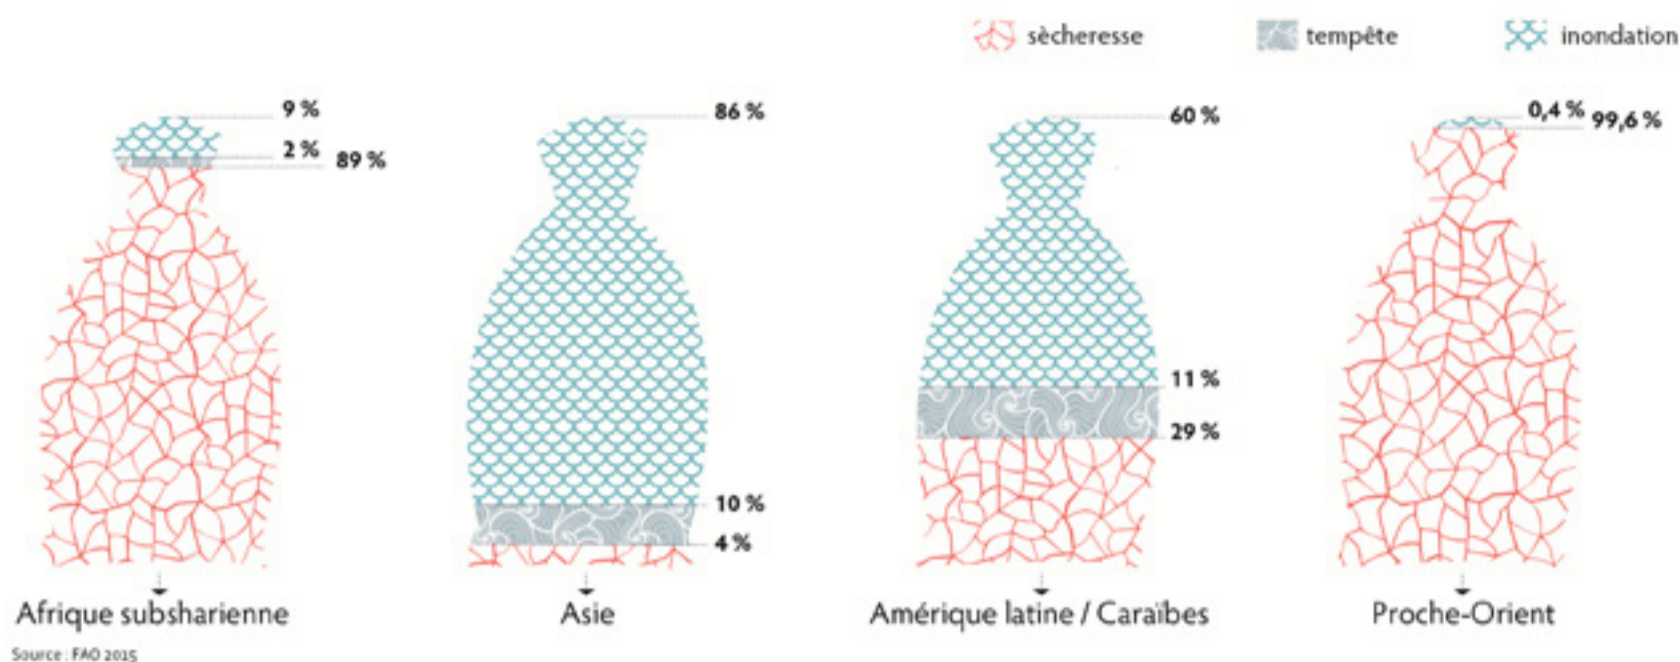 sècheresse tempête inondation
9 %
2 %
89 %
86 %
10 %
4 %
60 %
11 %
29 %
0,4 %
99,6 %
Afrique subsharienne
Asie
Amérique latine / Caraïbes
Proche-Orient
Source : FAO 2015